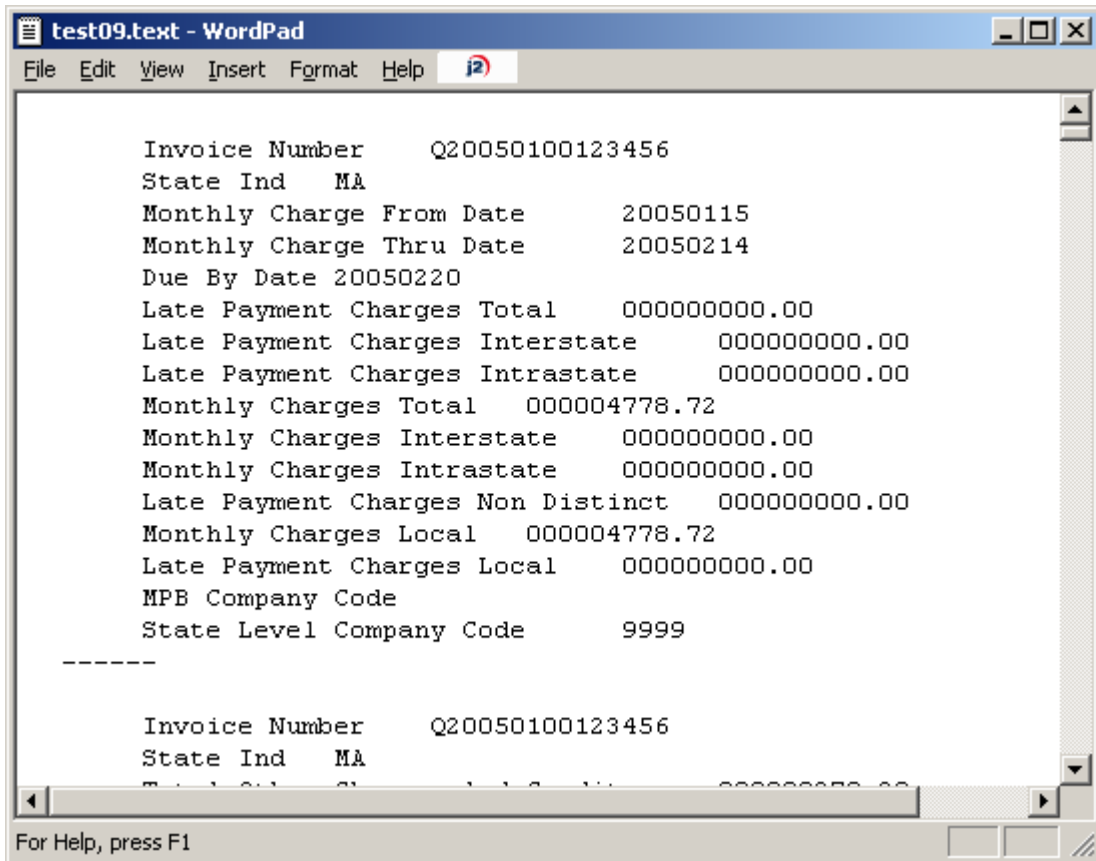 test09.text - WordPad
File Edit View Insert Format Help j2
Invoice Number Q20050100123456
State Ind MA
Monthly Charge From Date 20050115
Monthly Charge Thru Date 20050214
Due By Date 20050220
Late Payment Charges Total 000000000.00
Late Payment Charges Interstate 000000000.00
Late Payment Charges Intrastate 000000000.00
Monthly Charges Total 000004778.72
Monthly Charges Interstate 000000000.00
Monthly Charges Intrastate 000000000.00
Late Payment Charges Non Distinct 000000000.00
Monthly Charges Local 000004778.72
Late Payment Charges Local 000000000.00
MPB Company Code
State Level Company Code 9999
------
Invoice Number Q20050100123456
State Ind MA
For Help, press F1